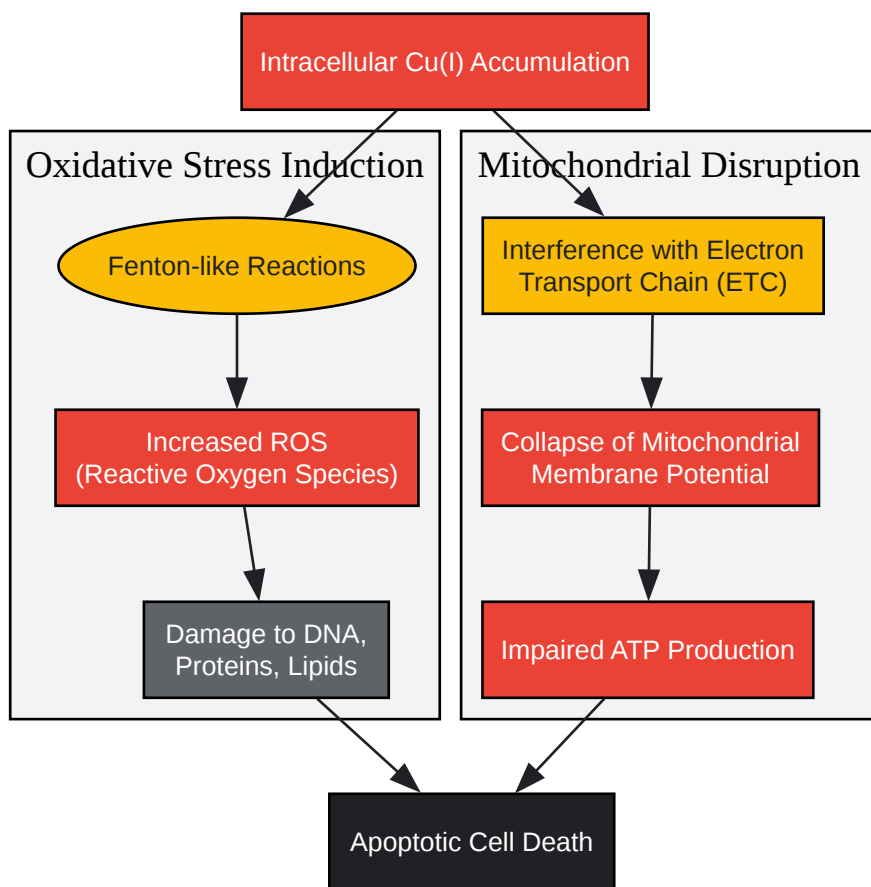 Intracellular Cu(I) Accumulation
Oxidative Stress Induction
Fenton-like Reactions
Increased ROS
(Reactive Oxygen Species)
Damage to DNA,
Proteins, Lipids
Mitochondrial Disruption
Interference with Electron
Transport Chain (ETC)
Collapse of Mitochondrial
Membrane Potential
Impaired ATP Production
Apoptotic Cell Death